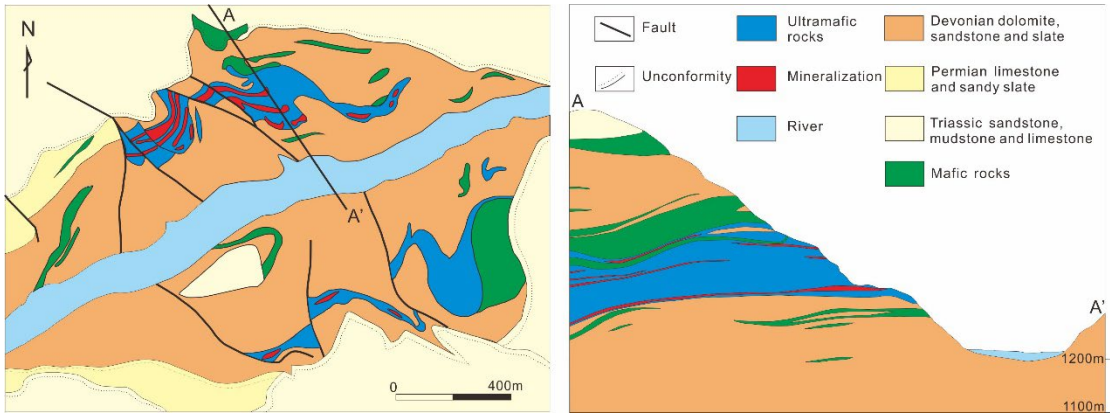 N
A
A'
0
400m
Fault
Unconformity
Ultramafic
rocks
Mineralization
River
Devonian dolomite,
sandstone and slate
Permian limestone
and sandy slate
Triassic sandstone,
mudstone and limestone
Mafic rocks
A
A'
1200m
1100m